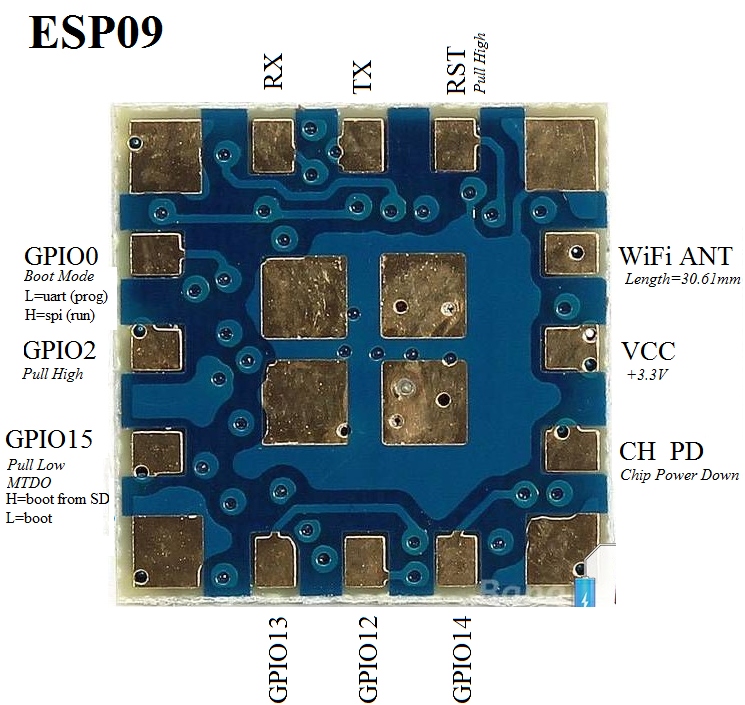 ESP09
RX
TX
RST
Pull High
GPIO0
Boot Mode
L=uart (prog)
H=spi (run)
GPIO2
Pull High
GPIO15
Pull Low
MTDO
H=boot from SD
L=boot
WiFi ANT
Length=30.61mm
VCC
+3.3V
CH PD
Chip Power Down
GPIO13
GPIO12
GPIO14